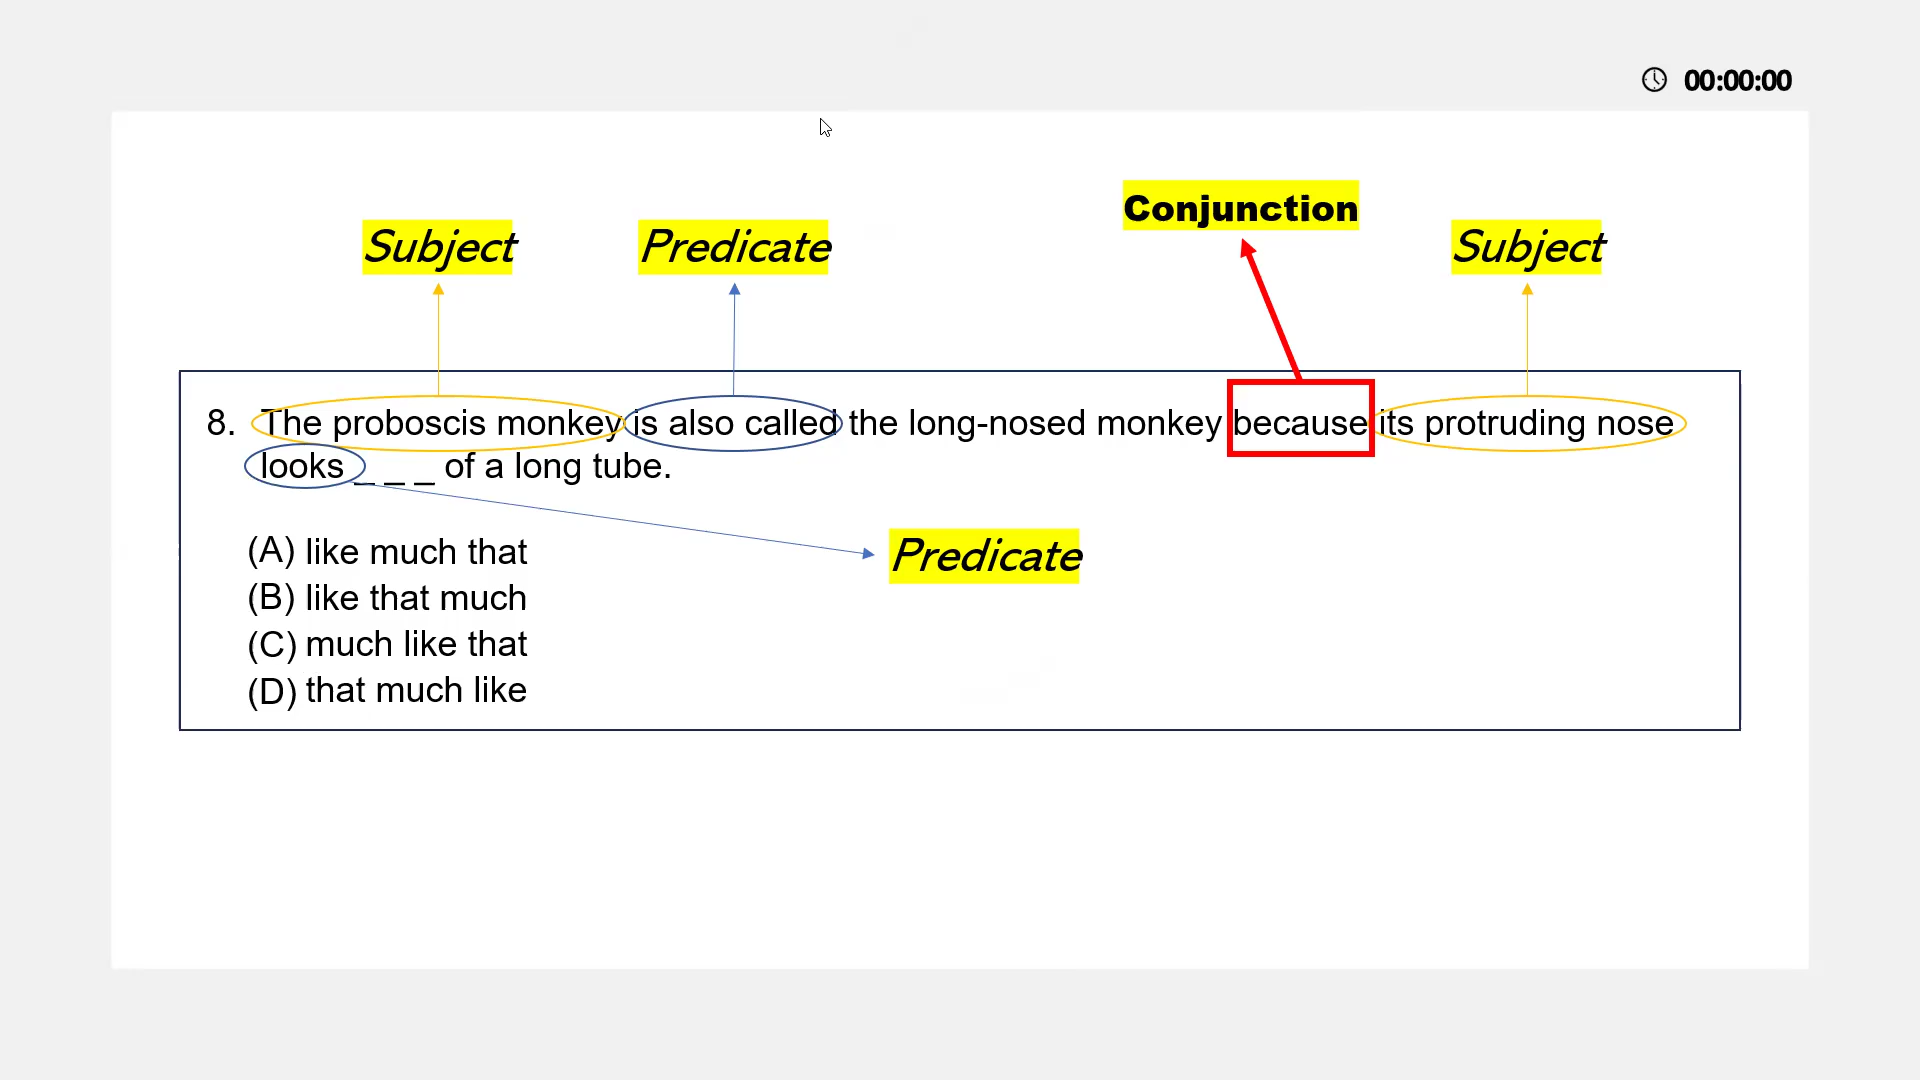 00:00:00
Conjunction
Subject Predicate Subject
8. The proboscis monkey is also called the long-nosed monkey because its protruding nose
looks _ _ _ of a long tube.
(A) like much that
Predicate
(B) like that much
(C) much like that
(D) that much like